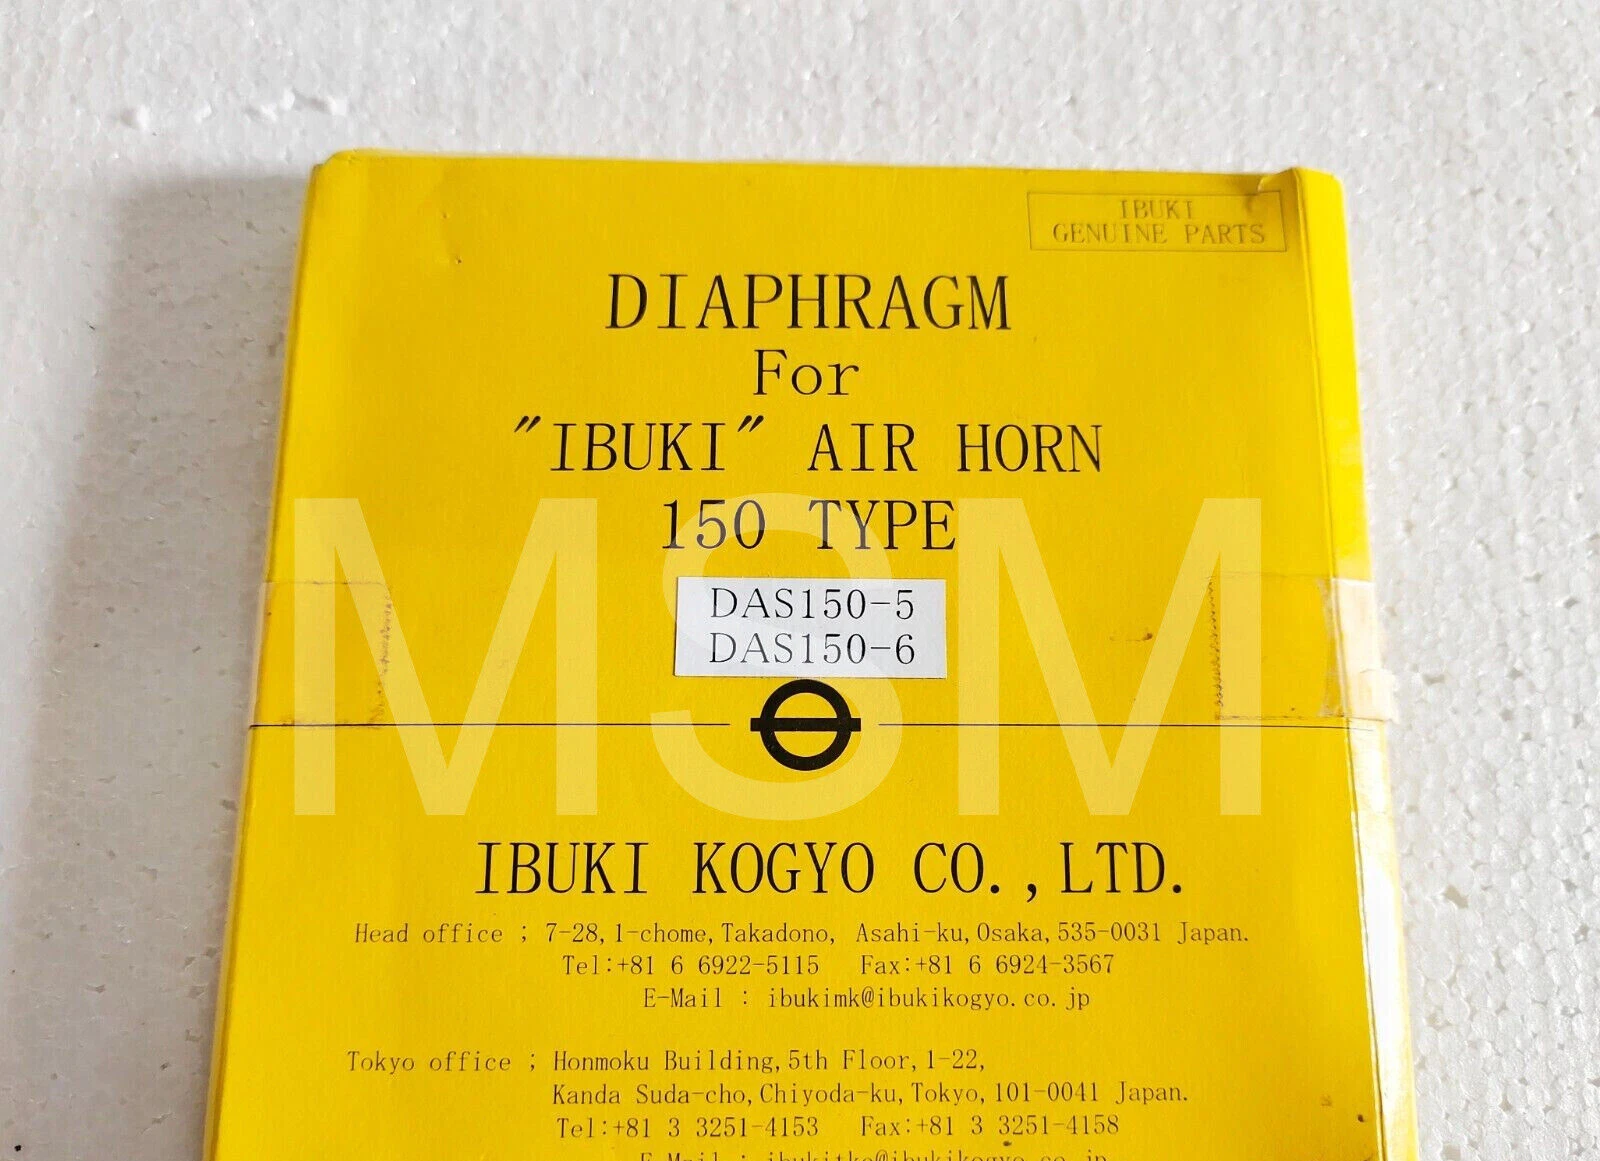 IBUKI
GENUINE PARTS
DIAPHRAGM
For
"IBUKI" AIR HORN
150 TYPE
DAS150-5
DAS150-6
MSM
IBUKI KOGYO CO.,LTD.
Head office ; 7-28,1-chome,Takadono, Asahi-ku,Osaka,535-0031 Japan.
Tel:+81 6 6922-5115 Fax:+81 6 6924-3567
E-Mail : ibukimk@ibukikogyo.co.jp
Tokyo office ; Honmoku Building,5th Floor,1-22,
Kanda Suda-cho,Chiyoda-ku,Tokyo,101-0041 Japan.
Tel:+81 3 3251-4153 Fax:+81 3 3251-4158
E-Mail :